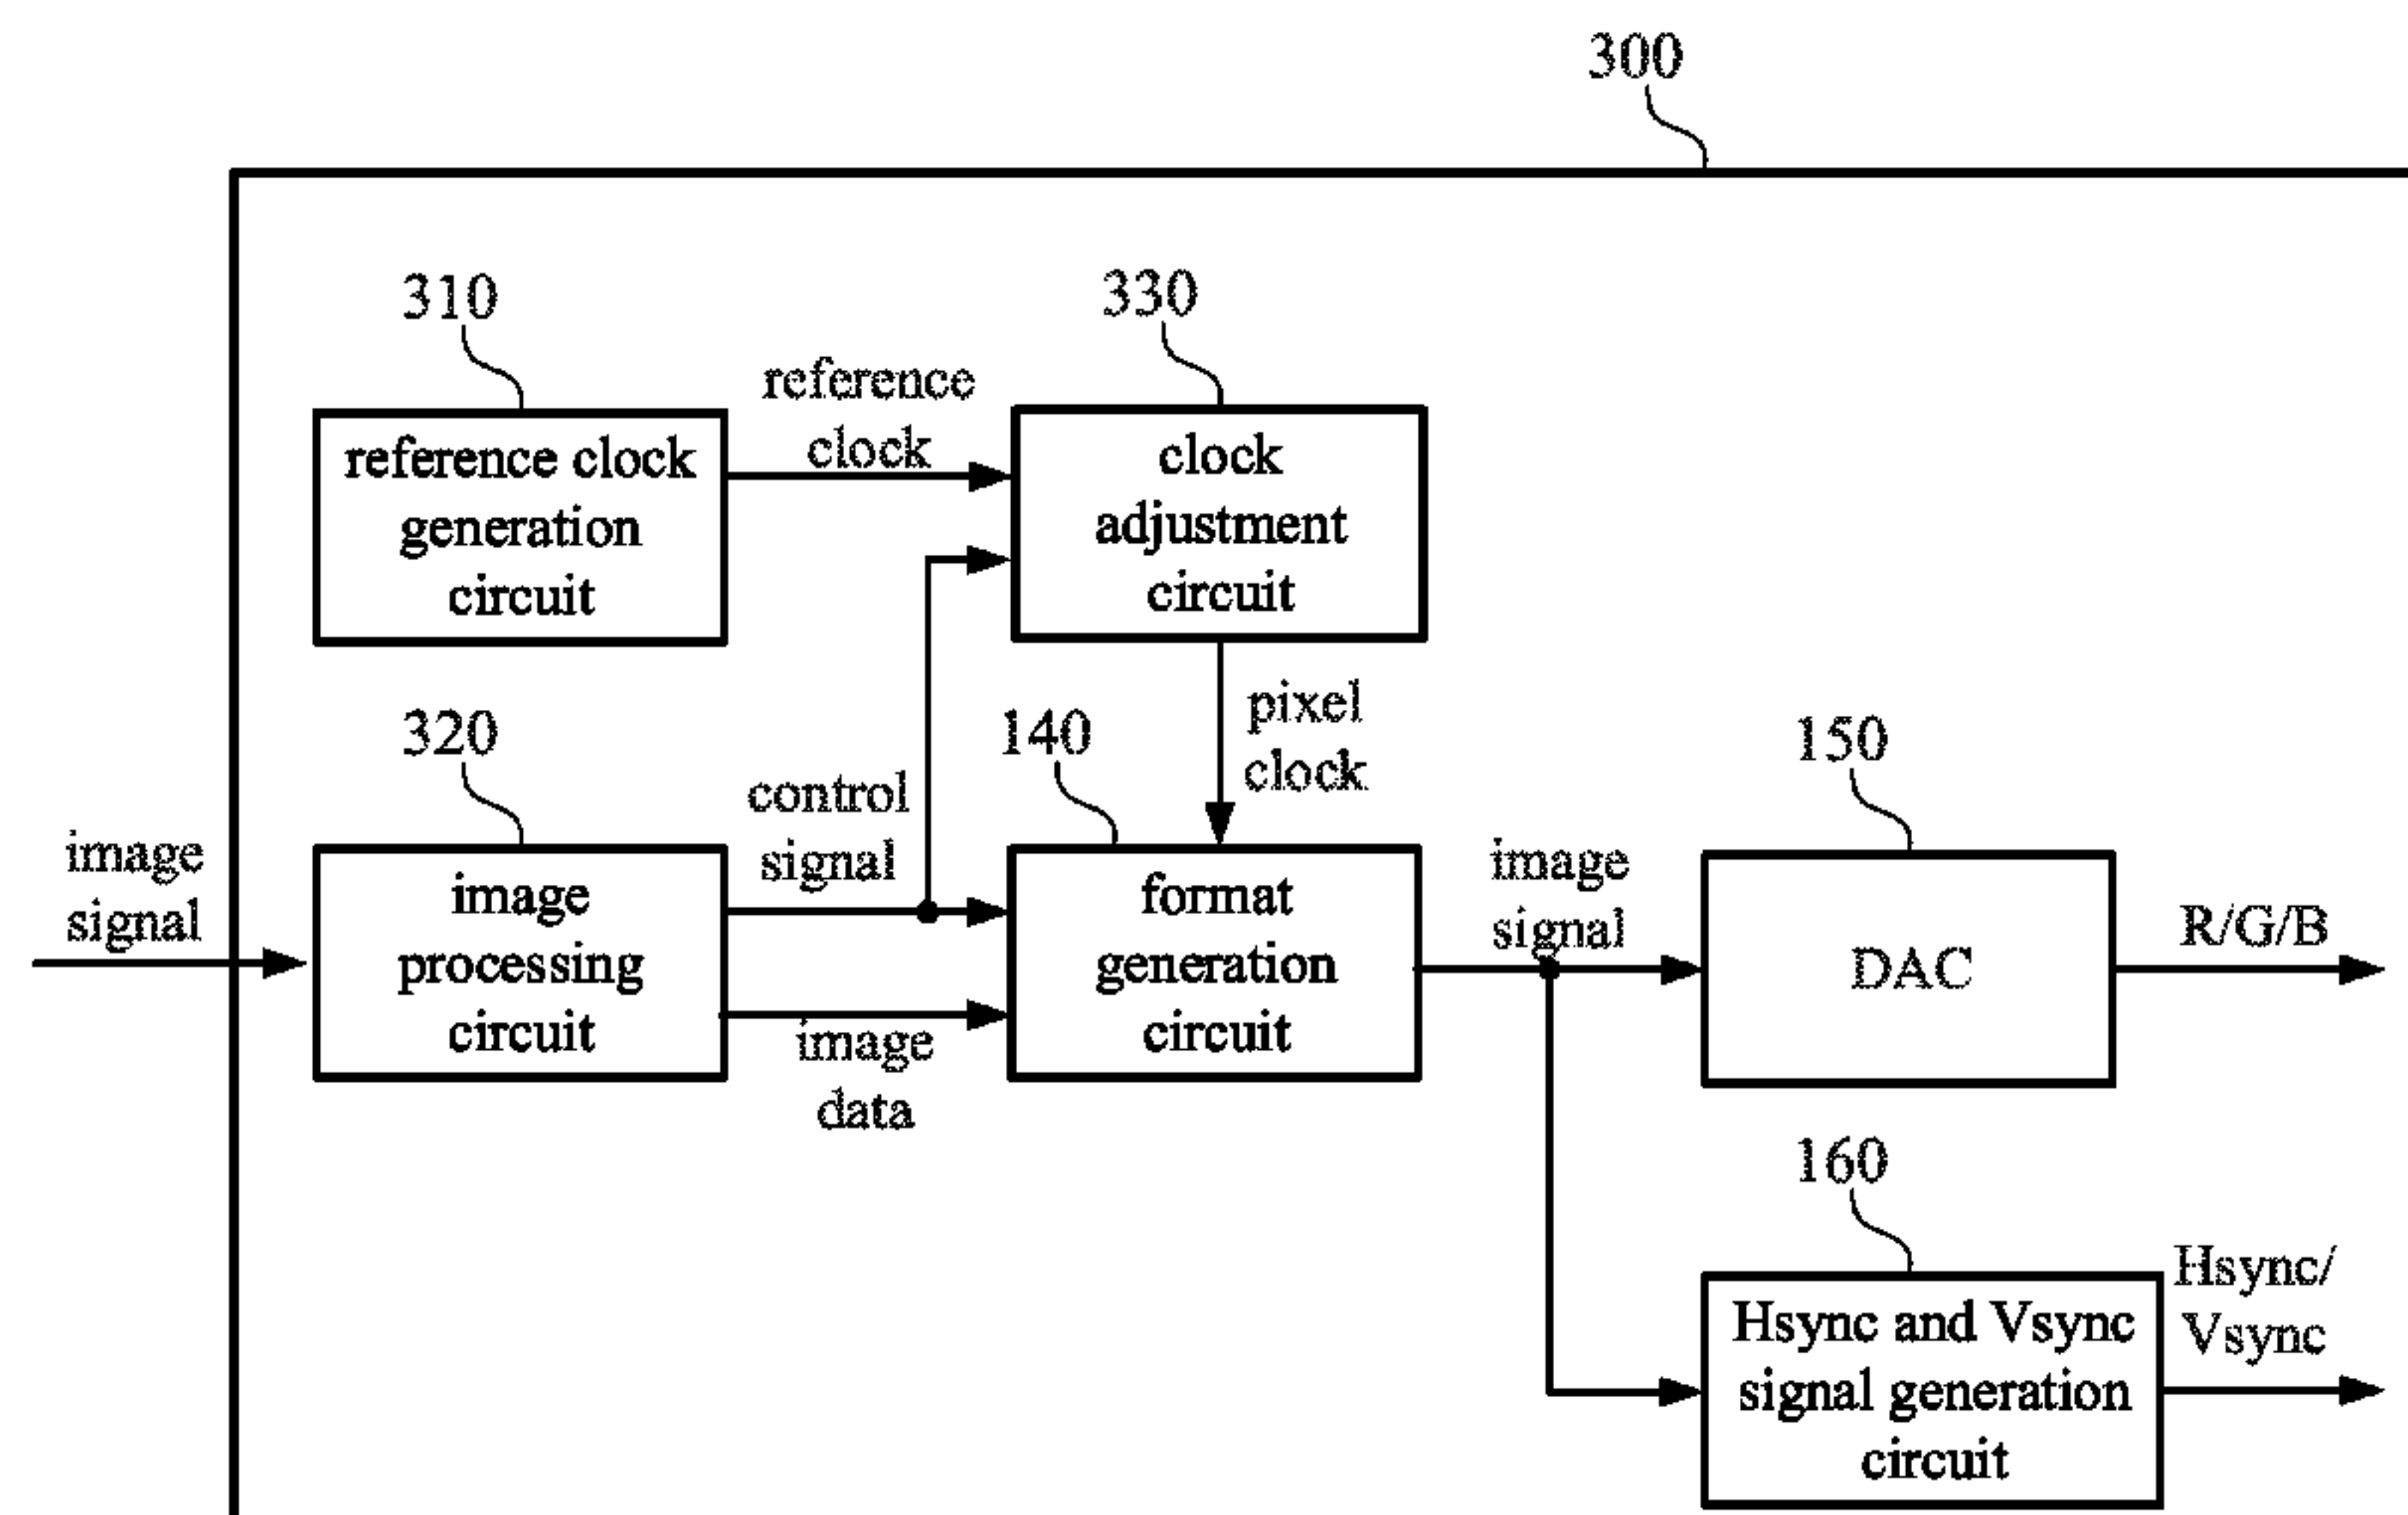 300
310
330
reference
clock
reference clock
generation
circuit
clock
adjustment
circuit
pixel
clock
320
140
150
control
signal
image
signal
image
processing
circuit
format
generation
circuit
image
signal
DAC
R/G/B
image
data
160
Hsync/
Vsync
Hsync and Vsync
signal generation
circuit